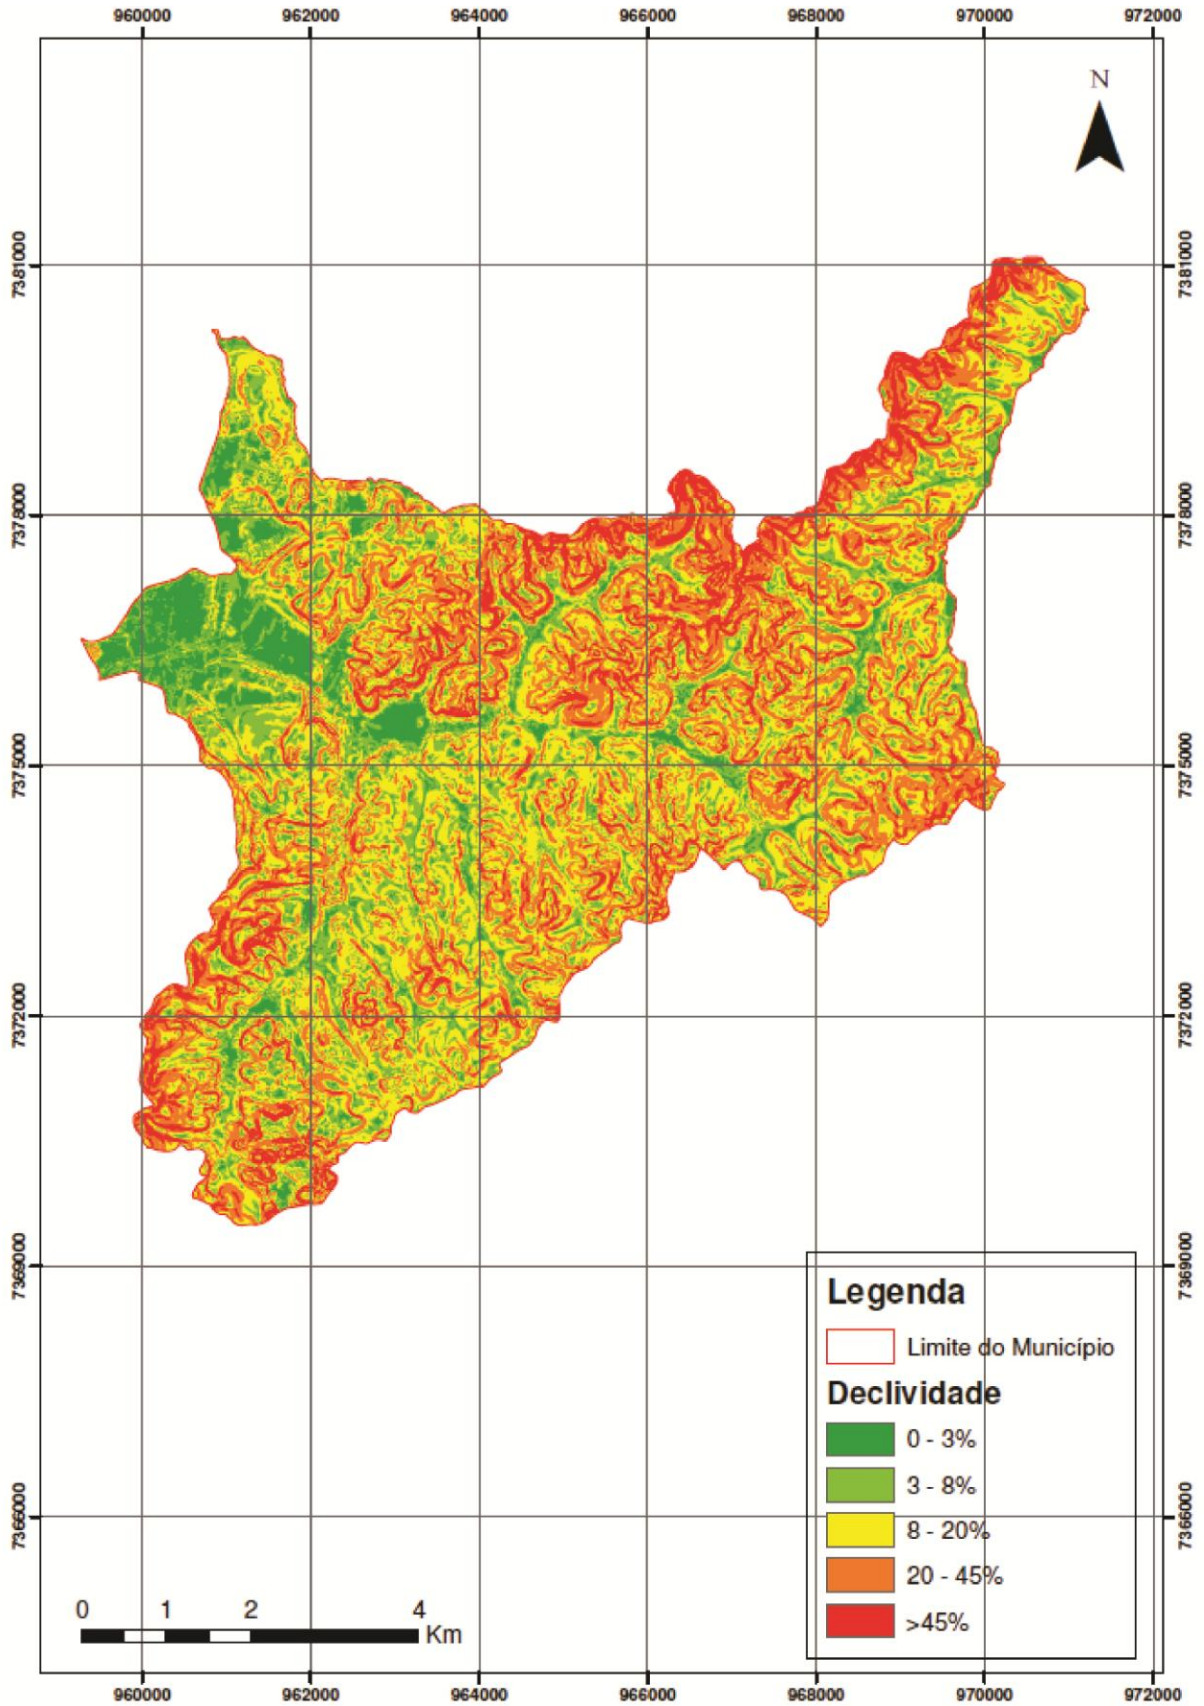 960000 962000 964000 966000 968000 970000 972000
N
7381000 7381000
7378000 7378000
7375000 7375000
7372000 7372000
7369000 7369000
7366000 7366000
Legenda
Limite do Município
Declividade
0 - 3%
3 - 8%
8 - 20%
20 - 45%
>45%
0 1 2 4
Km
960000 962000 964000 966000 968000 970000 972000